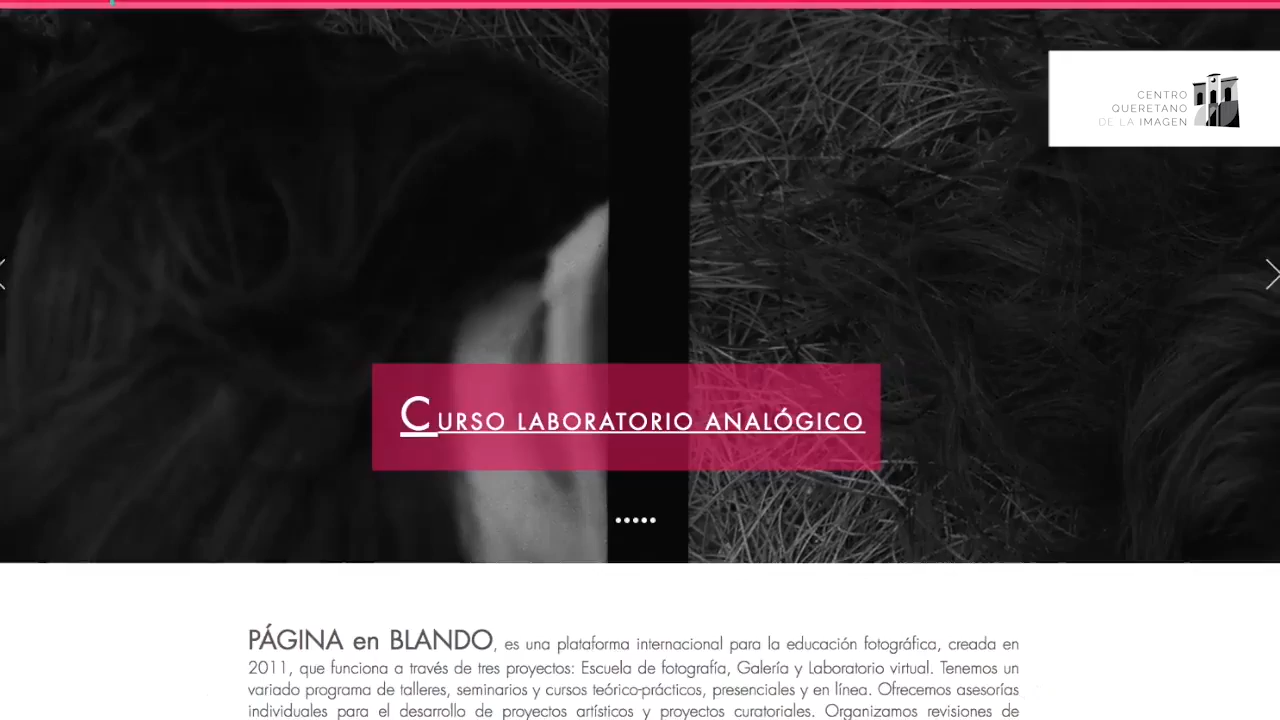 CENTRO
QUERETANO
DE LA IMAGEN
CURSO LABORATORIO ANALÓGICO
PÁGINA en BLANDO, es una plataforma internacional para la educación fotográfica, creada en
2011, que funciona a través de tres proyectos: Escuela de fotografía, Galería y Laboratorio virtual. Tenemos un
variado programa de talleres, seminarios y cursos teórico-prácticos, presenciales y en línea. Ofrecemos asesorías
individuales para el desarrollo de proyectos artísticos y proyectos curatoriales. Organizamos revisiones de